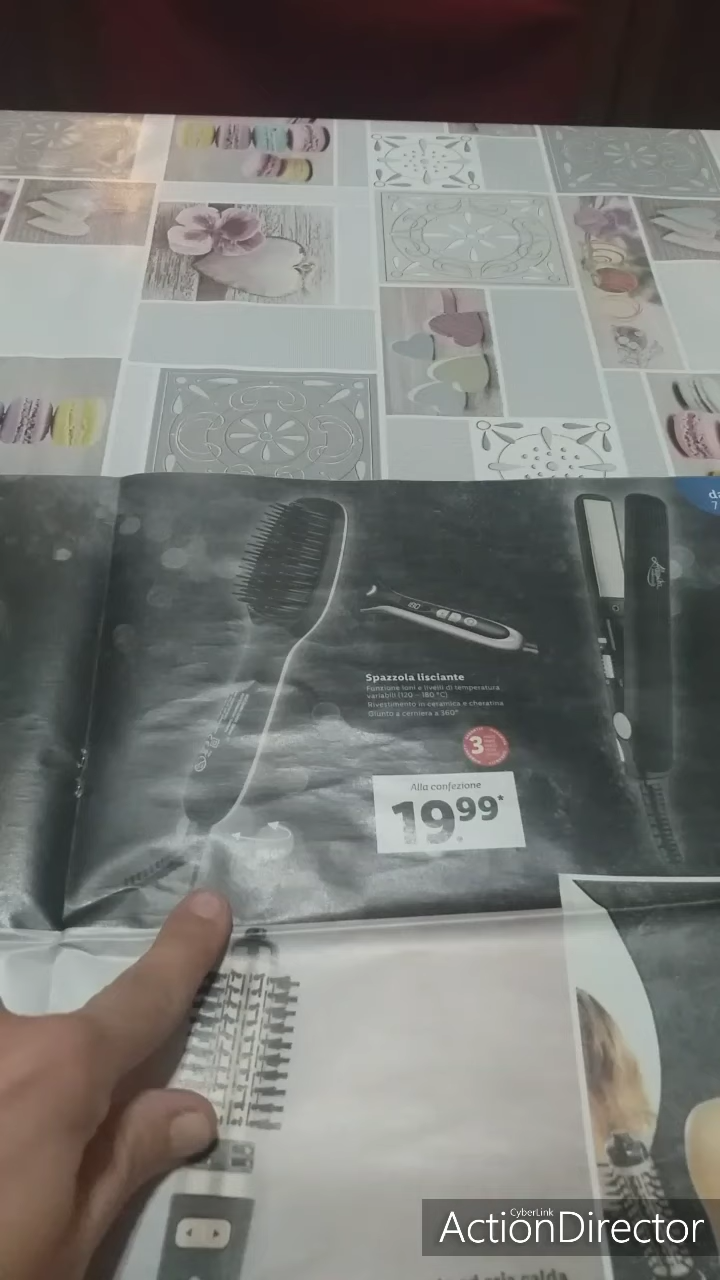 Spazzola lisciante
Funzione ioni e livelli di temperatura
variabili (120 - 180 °C)
Rivestimento in ceramica e cheratina
Giunto a cerniera a 360°
3
Alla confezione
19.99*
CyberLink
ActionDirector